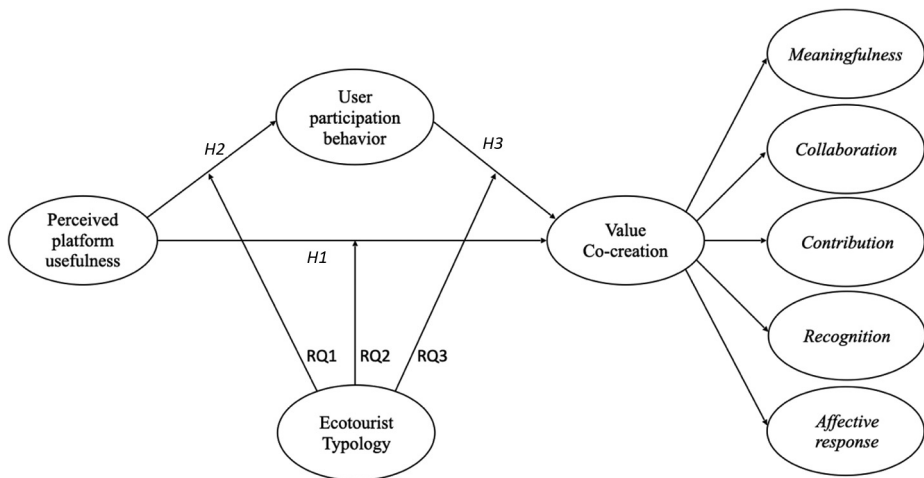 Meaningfulness
User
participation
behavior
H2
H3
Collaboration
Perceived
platform
usefulness
H1
Value
Co-creation
Contribution
RQ1
RQ2
RQ3
Recognition
Ecotourist
Typology
Affective
response